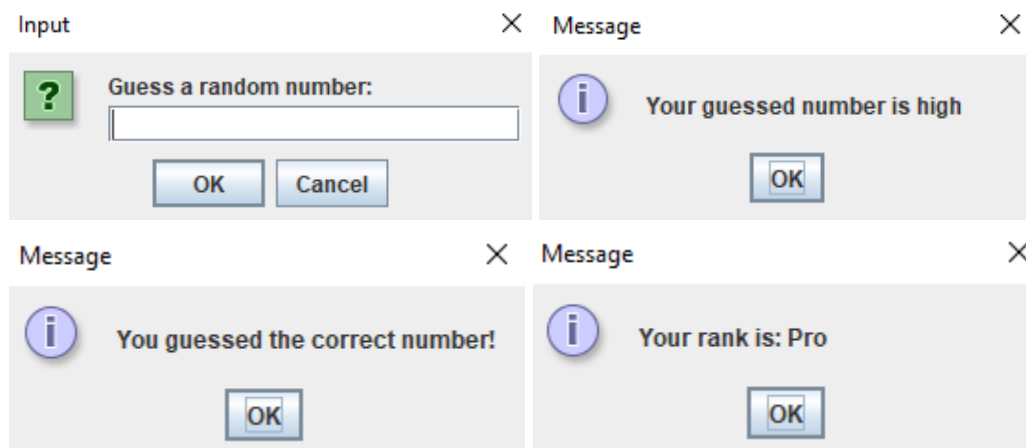 Input
Guess a random number:
OK
Cancel
Message
Your guessed number is high
OK
Message
You guessed the correct number!
OK
Message
Your rank is: Pro
OK